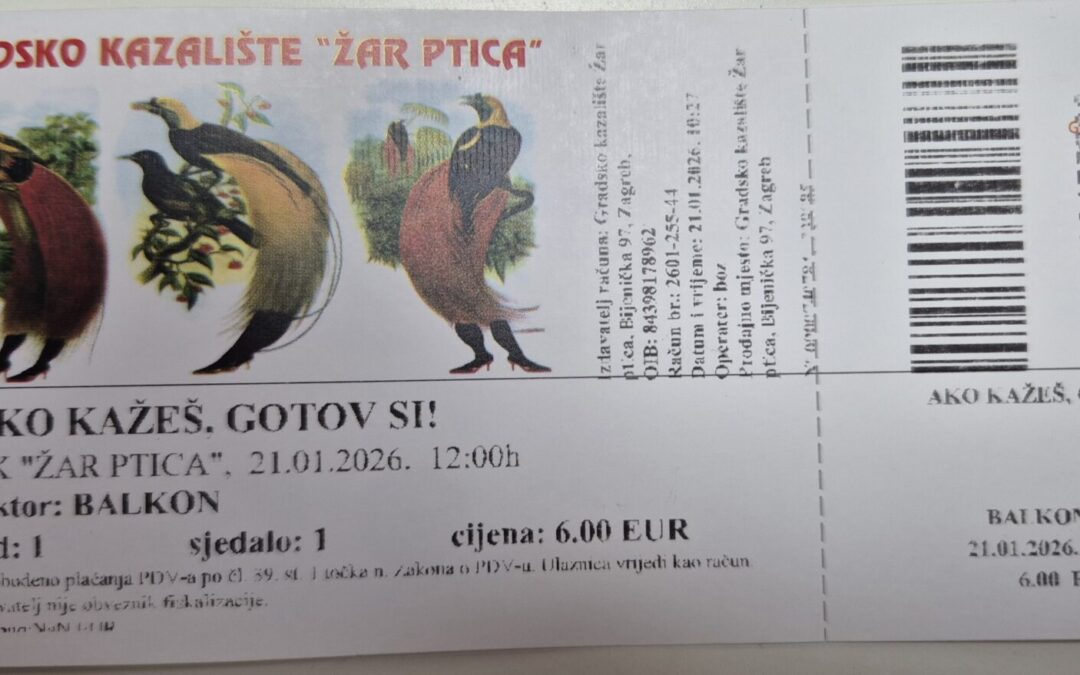 DSKO KAZALIŠTE "ŽAR PTICA"
KO KAŽEŠ, GOTOV SI!
K "ŽAR PTICA", 21.01.2026. 12:00h
ktor: BALKON
d: 1 sjedalo: 1 cijena: 6.00 EUR
bođeno plaćanja PDV-a po čl. 39. st. 1 točka n. Zakona o PDV-u. Ulaznica vrijedi kao račun.
vatelj nije obveznik fiskalizacije.
Izdavatelj računa: Gradsko kazalište Žar
ptica, Bijenička 97, Zagreb,
OIB: 84398178962
Račun br.: 2601-255-44
Datum i vrijeme: 21.01.2026. 10:27
Operater: boz
Prodajno mjesto: Gradsko kazalište Žar
ptica, Bijenička 97, Zagreb
AKO KAŽEŠ,
BALKON
21.01.2026.
6.00 E